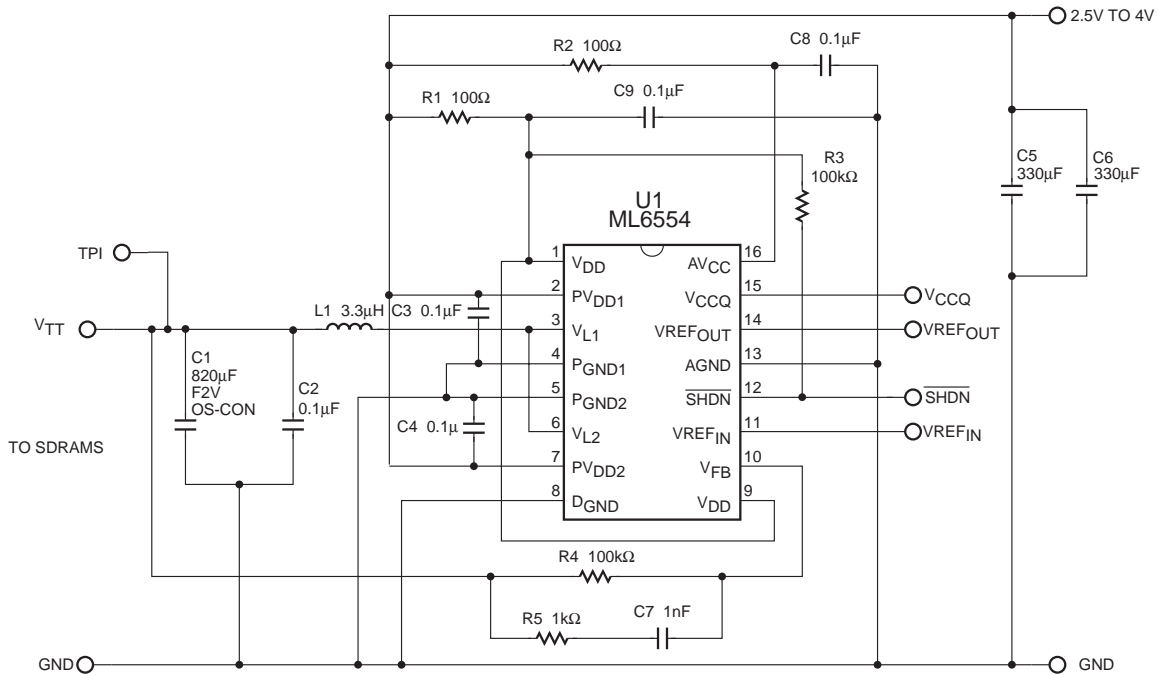 2.5V TO 4V
R2 100Ω
C8 0.1µF
R1 100Ω
C9 0.1µF
R3
100kΩ
C5
330µF
C6
330µF
U1
ML6554
TPI
1 VDD
AVCC 16
2 PVDD1
VCCQ 15
VCCQ
L1 3.3µH
C3 0.1µF
VTT
3 VL1
VREFOUT 14
VREFOUT
4 PGND1
AGND 13
C1
820µF
F2V
OS-CON
C2
0.1µF
5 PGND2
SHDN 12
SHDN
C4 0.1µ
6 VL2
VREFIN 11
VREFIN
TO SDRAMS
7 PVDD2
VFB 10
8 DGND
VDD 9
R4 100kΩ
R5 1kΩ
C7 1nF
GND
GND